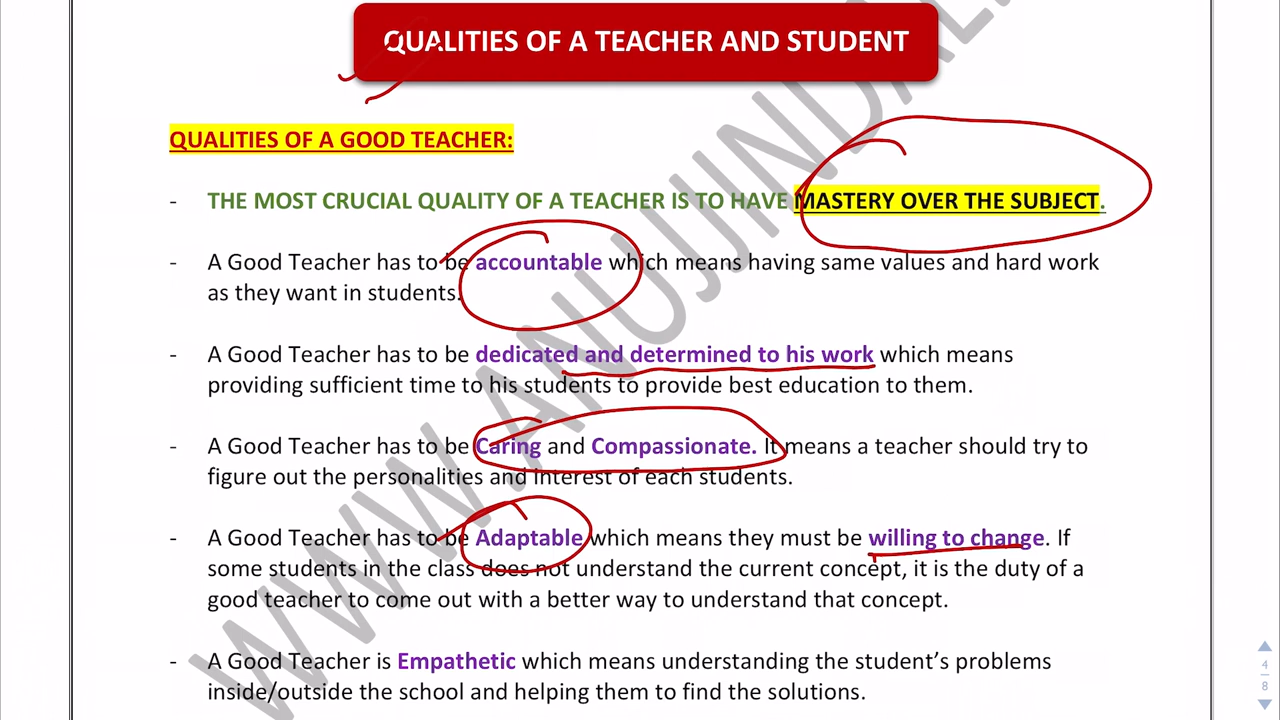 QUALITIES OF A TEACHER AND STUDENT
QUALITIES OF A GOOD TEACHER:
- THE MOST CRUCIAL QUALITY OF A TEACHER IS TO HAVE MASTERY OVER THE SUBJECT.
- A Good Teacher has to be accountable which means having same values and hard work
as they want in students.
- A Good Teacher has to be dedicated and determined to his work which means
providing sufficient time to his students to provide best education to them.
- A Good Teacher has to be Caring and Compassionate. It means a teacher should try to
figure out the personalities and interest of each students.
- A Good Teacher has to be Adaptable which means they must be willing to change. If
some students in the class does not understand the current concept, it is the duty of a
good teacher to come out with a better way to understand that concept.
- A Good Teacher is Empathetic which means understanding the student's problems
inside/outside the school and helping them to find the solutions.
WWW.ANUJJINDAL.
4
8